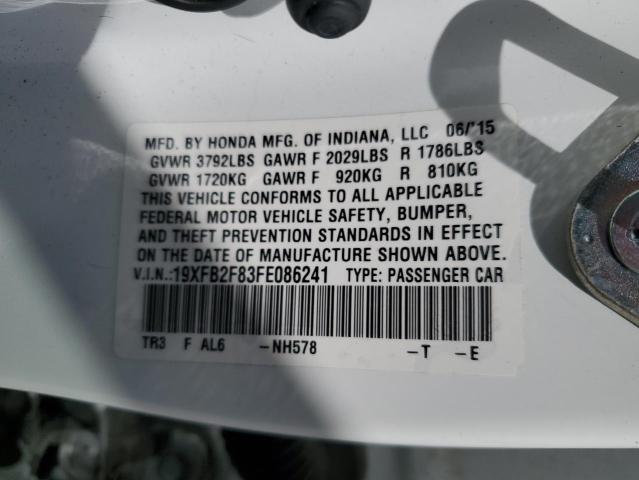 MFD. BY HONDA MFG. OF INDIANA, LLC 06/15
GVWR 3792LBS GAWR F 2029LBS R 1786LBS
GVWR 1720KG GAWR F 920KG R 810KG
THIS VEHICLE CONFORMS TO ALL APPLICABLE
FEDERAL MOTOR VEHICLE SAFETY, BUMPER,
AND THEFT PREVENTION STANDARDS IN EFFECT
ON THE DATE OF MANUFACTURE SHOWN ABOVE.
V.I.N.:19XFB2F83FE086241 TYPE: PASSENGER CAR
TR3 F AL6 -NH578 -T -E